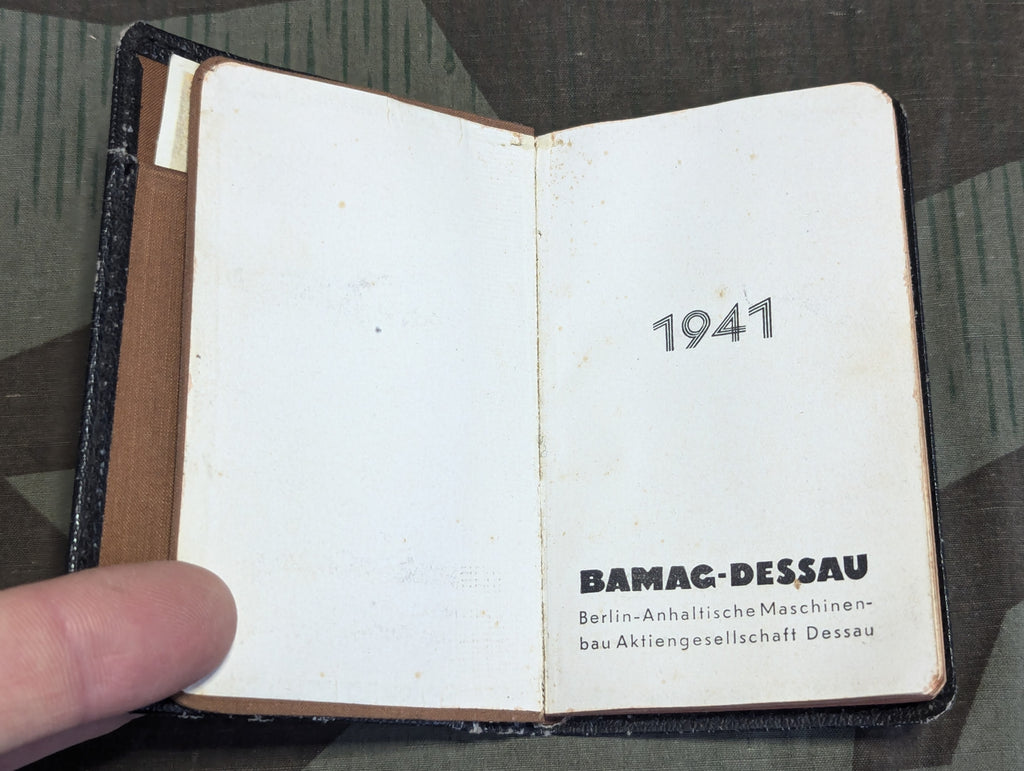 1941
BAMAG-DESSAU
Berlin-Anhaltische Maschinen-
bau Aktiengesellschaft Dessau